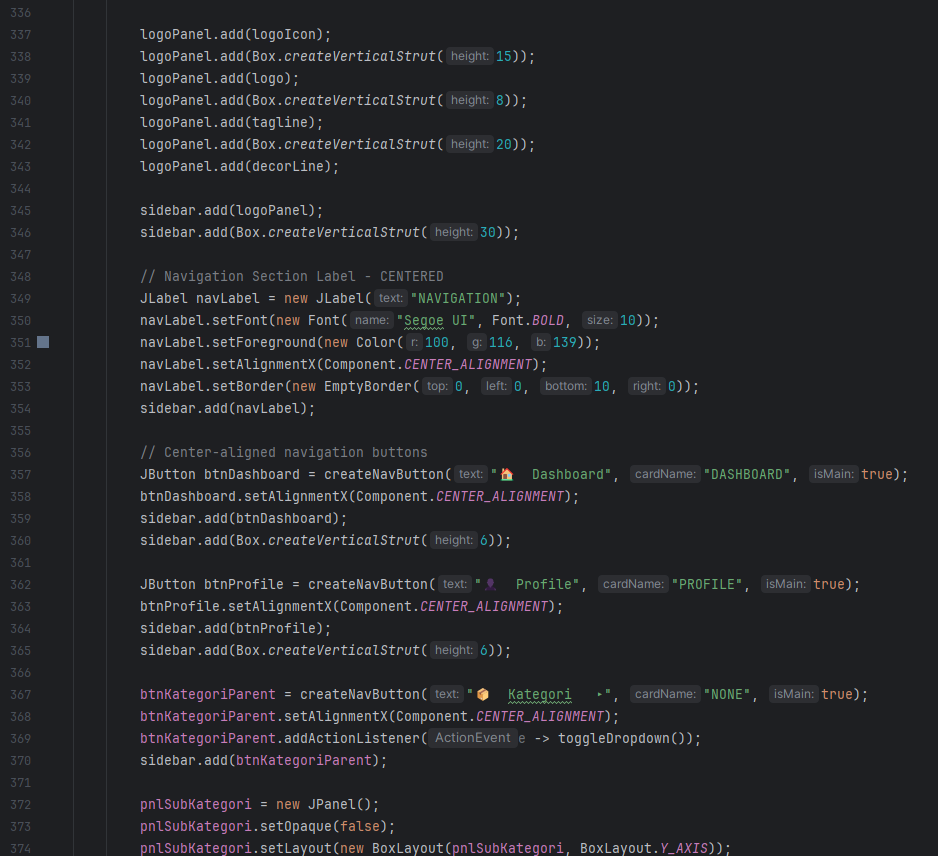 336
337 logoPanel.add(logoIcon);
338 logoPanel.add(Box.createVerticalStrut( height: 15));
339 logoPanel.add(logo);
340 logoPanel.add(Box.createVerticalStrut( height: 8));
341 logoPanel.add(tagline);
342 logoPanel.add(Box.createVerticalStrut( height: 20));
343 logoPanel.add(decorLine);
344
345 sidebar.add(logoPanel);
346 sidebar.add(Box.createVerticalStrut( height: 30));
347
348 // Navigation Section Label - CENTERED
349 JLabel navLabel = new JLabel( text: "NAVIGATION");
350 navLabel.setFont(new Font( name: "Segoe UI", Font.BOLD, size: 10));
351 navLabel.setForeground(new Color( r: 100, g: 116, b: 139));
352 navLabel.setAlignmentX(Component.CENTER_ALIGNMENT);
353 navLabel.setBorder(new EmptyBorder( top: 0, left: 0, bottom: 10, right: 0));
354 sidebar.add(navLabel);
355
356 // Center-aligned navigation buttons
357 JButton btnDashboard = createNavButton( text: "🏠  Dashboard", cardName: "DASHBOARD", isMain: true);
358 btnDashboard.setAlignmentX(Component.CENTER_ALIGNMENT);
359 sidebar.add(btnDashboard);
360 sidebar.add(Box.createVerticalStrut( height: 6));
361
362 JButton btnProfile = createNavButton( text: "👤  Profile", cardName: "PROFILE", isMain: true);
363 btnProfile.setAlignmentX(Component.CENTER_ALIGNMENT);
364 sidebar.add(btnProfile);
365 sidebar.add(Box.createVerticalStrut( height: 6));
366
367 btnKategoriParent = createNavButton( text: "📦  Kategori   ▸", cardName: "NONE", isMain: true);
368 btnKategoriParent.setAlignmentX(Component.CENTER_ALIGNMENT);
369 btnKategoriParent.addActionListener( ActionEvent e -> toggleDropdown());
370 sidebar.add(btnKategoriParent);
371
372 pnlSubKategori = new JPanel();
373 pnlSubKategori.setOpaque(false);
374 pnlSubKategori.setLayout(new BoxLayout(pnlSubKategori, BoxLayout.Y_AXIS));